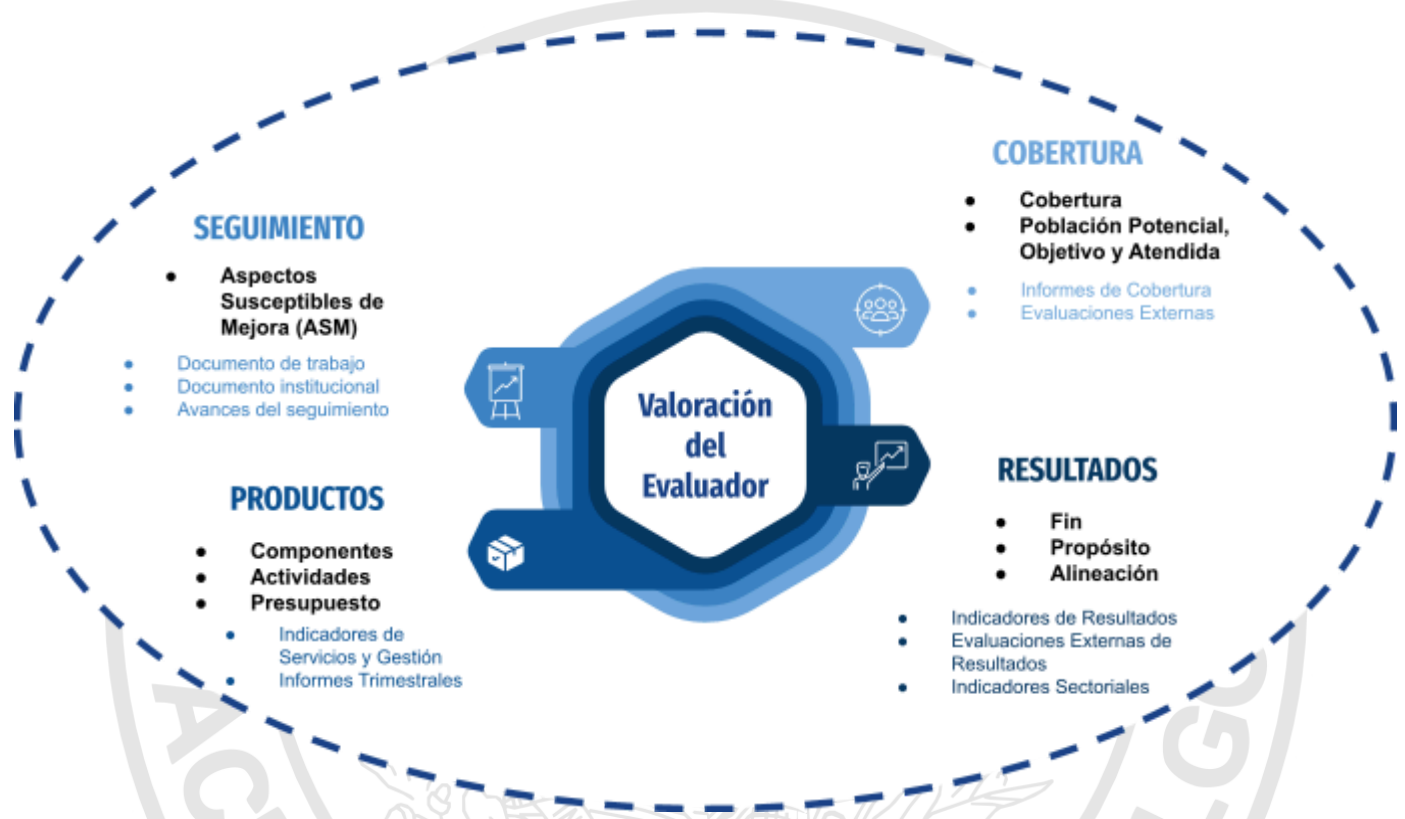 COBERTURA
● Cobertura
● Población Potencial,
Objetivo y Atendida
● Informes de Cobertura
● Evaluaciones Externas
SEGUIMIENTO
● Aspectos
Susceptibles de
Mejora (ASM)
● Documento de trabajo
● Documento institucional
● Avances del seguimiento
Valoración
del
Evaluador
PRODUCTOS
● Componentes
● Actividades
● Presupuesto
● Indicadores de
Servicios y Gestión
● Informes Trimestrales
RESULTADOS
● Fin
● Propósito
● Alineación
● Indicadores de Resultados
● Evaluaciones Externas de
Resultados
● Indicadores Sectoriales